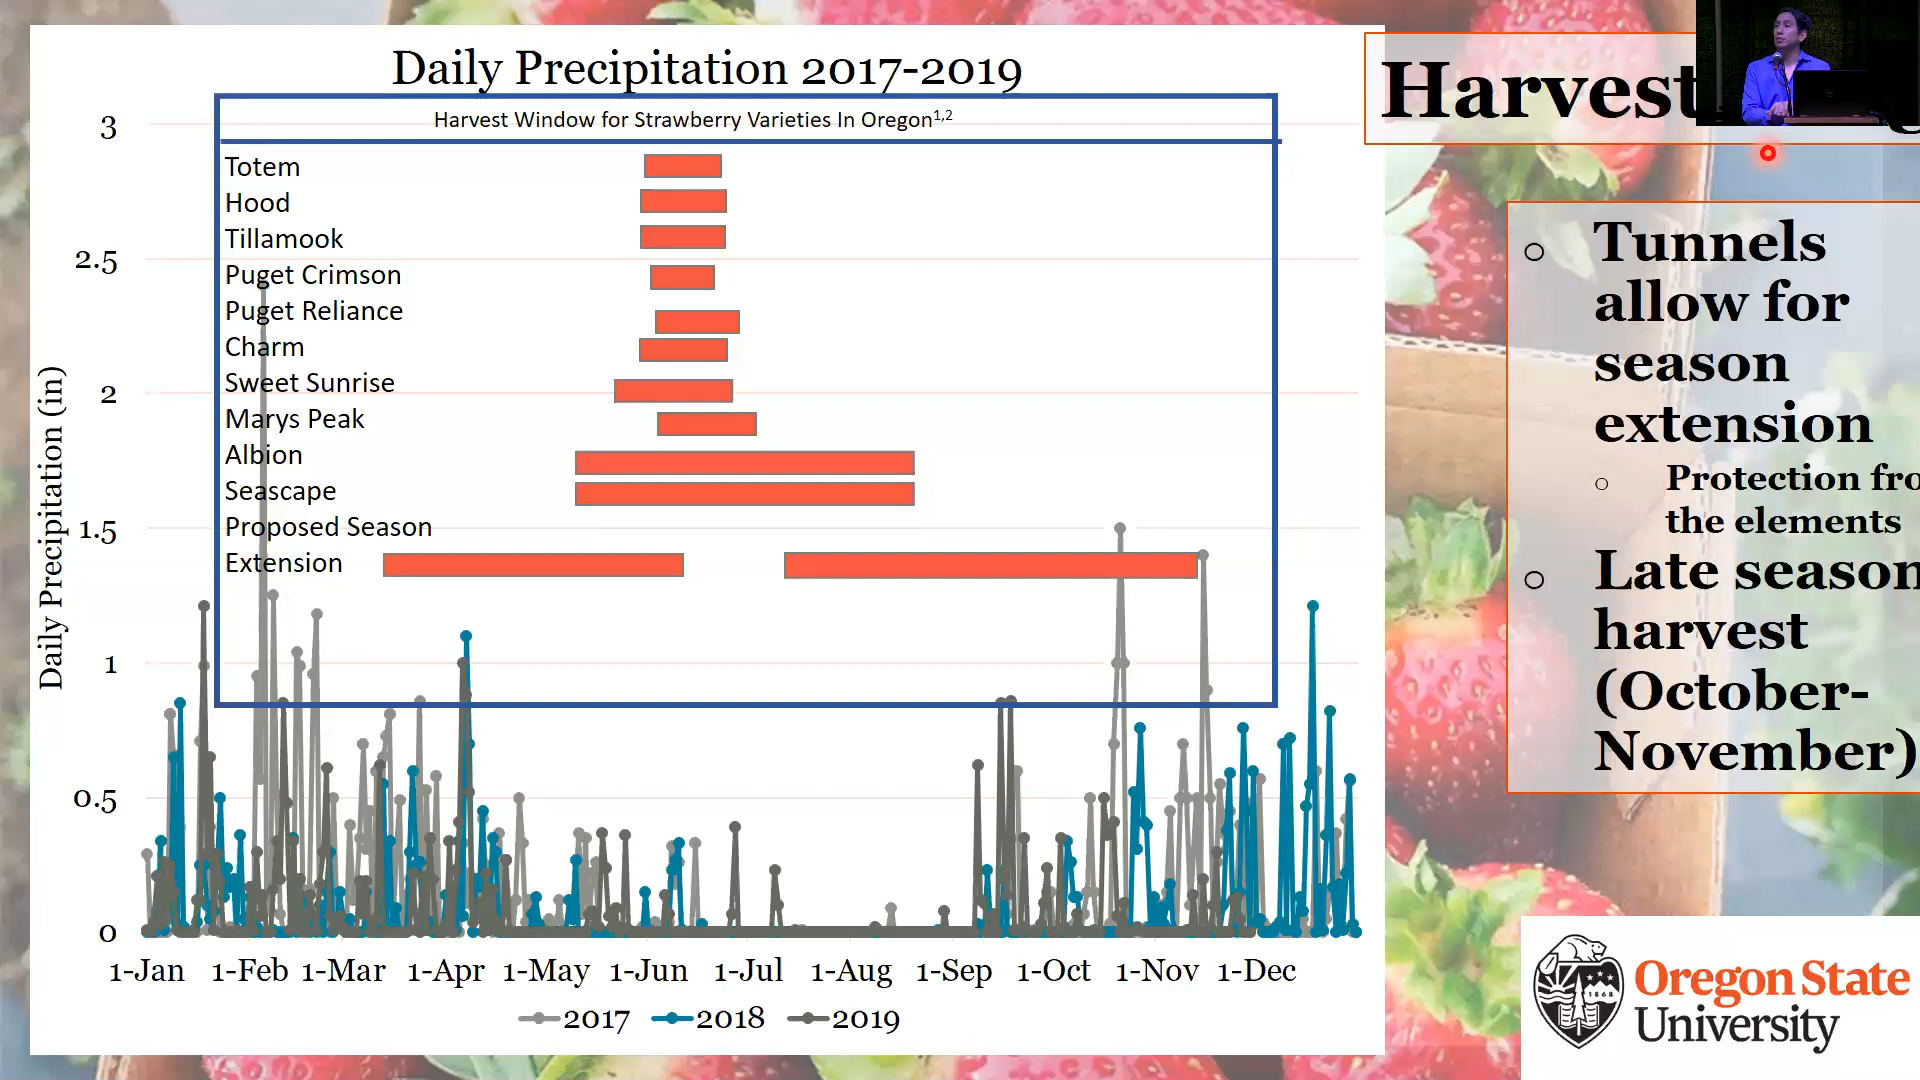 Daily Precipitation 2017-2019
Harvest Window for Strawberry Varieties In Oregon1,2
Totem
Hood
Tillamook
Puget Crimson
Puget Reliance
Charm
Sweet Sunrise
Marys Peak
Albion
Seascape
Proposed Season
Extension
Daily Precipitation (in)
3
2.5
2
1.5
1
0.5
0
1-Jan 1-Feb 1-Mar 1-Apr 1-May 1-Jun 1-Jul 1-Aug 1-Sep 1-Oct 1-Nov 1-Dec
2017 2018 2019
Harvest
Tunnels
allow for
season
extension
Protection fro
the elements
Late season
harvest
(October-
November)
1868
Oregon State
University